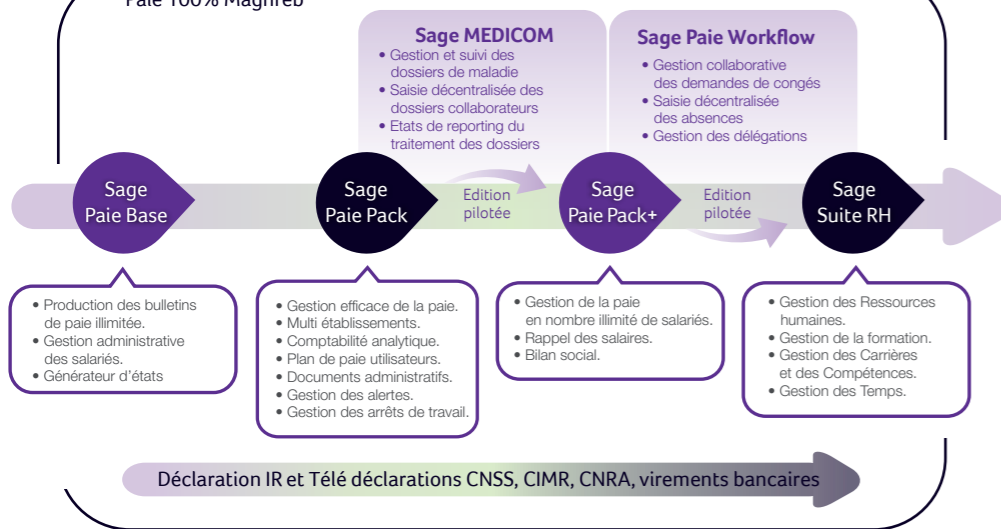 Paie 100% Maghreb
Sage MEDICOM
• Gestion et suivi des
dossiers de maladie
• Saisie décentralisée des
dossiers collaborateurs
• Etats de reporting du
traitement des dossiers
Sage Paie Workflow
• Gestion collaborative
des demandes de congés
• Saisie décentralisée
des absences
• Gestion des délégations
Sage
Paie Base
Sage
Paie Pack
Edition
pilotée
Sage
Paie Pack+
Edition
pilotée
Sage
Suite RH
• Production des bulletins
de paie illimitée.
• Gestion administrative
des salariés.
• Générateur d'états
• Gestion efficace de la paie.
• Multi établissements.
• Comptabilité analytique.
• Plan de paie utilisateurs.
• Documents administratifs.
• Gestion des alertes.
• Gestion des arrêts de travail.
• Gestion de la paie
en nombre illimité de salariés.
• Rappel des salaires.
• Bilan social.
• Gestion des Ressources
humaines.
• Gestion de la formation.
• Gestion des Carrières
et des Compétences.
• Gestion des Temps.
Déclaration IR et Télé déclarations CNSS, CIMR, CNRA, virements bancaires